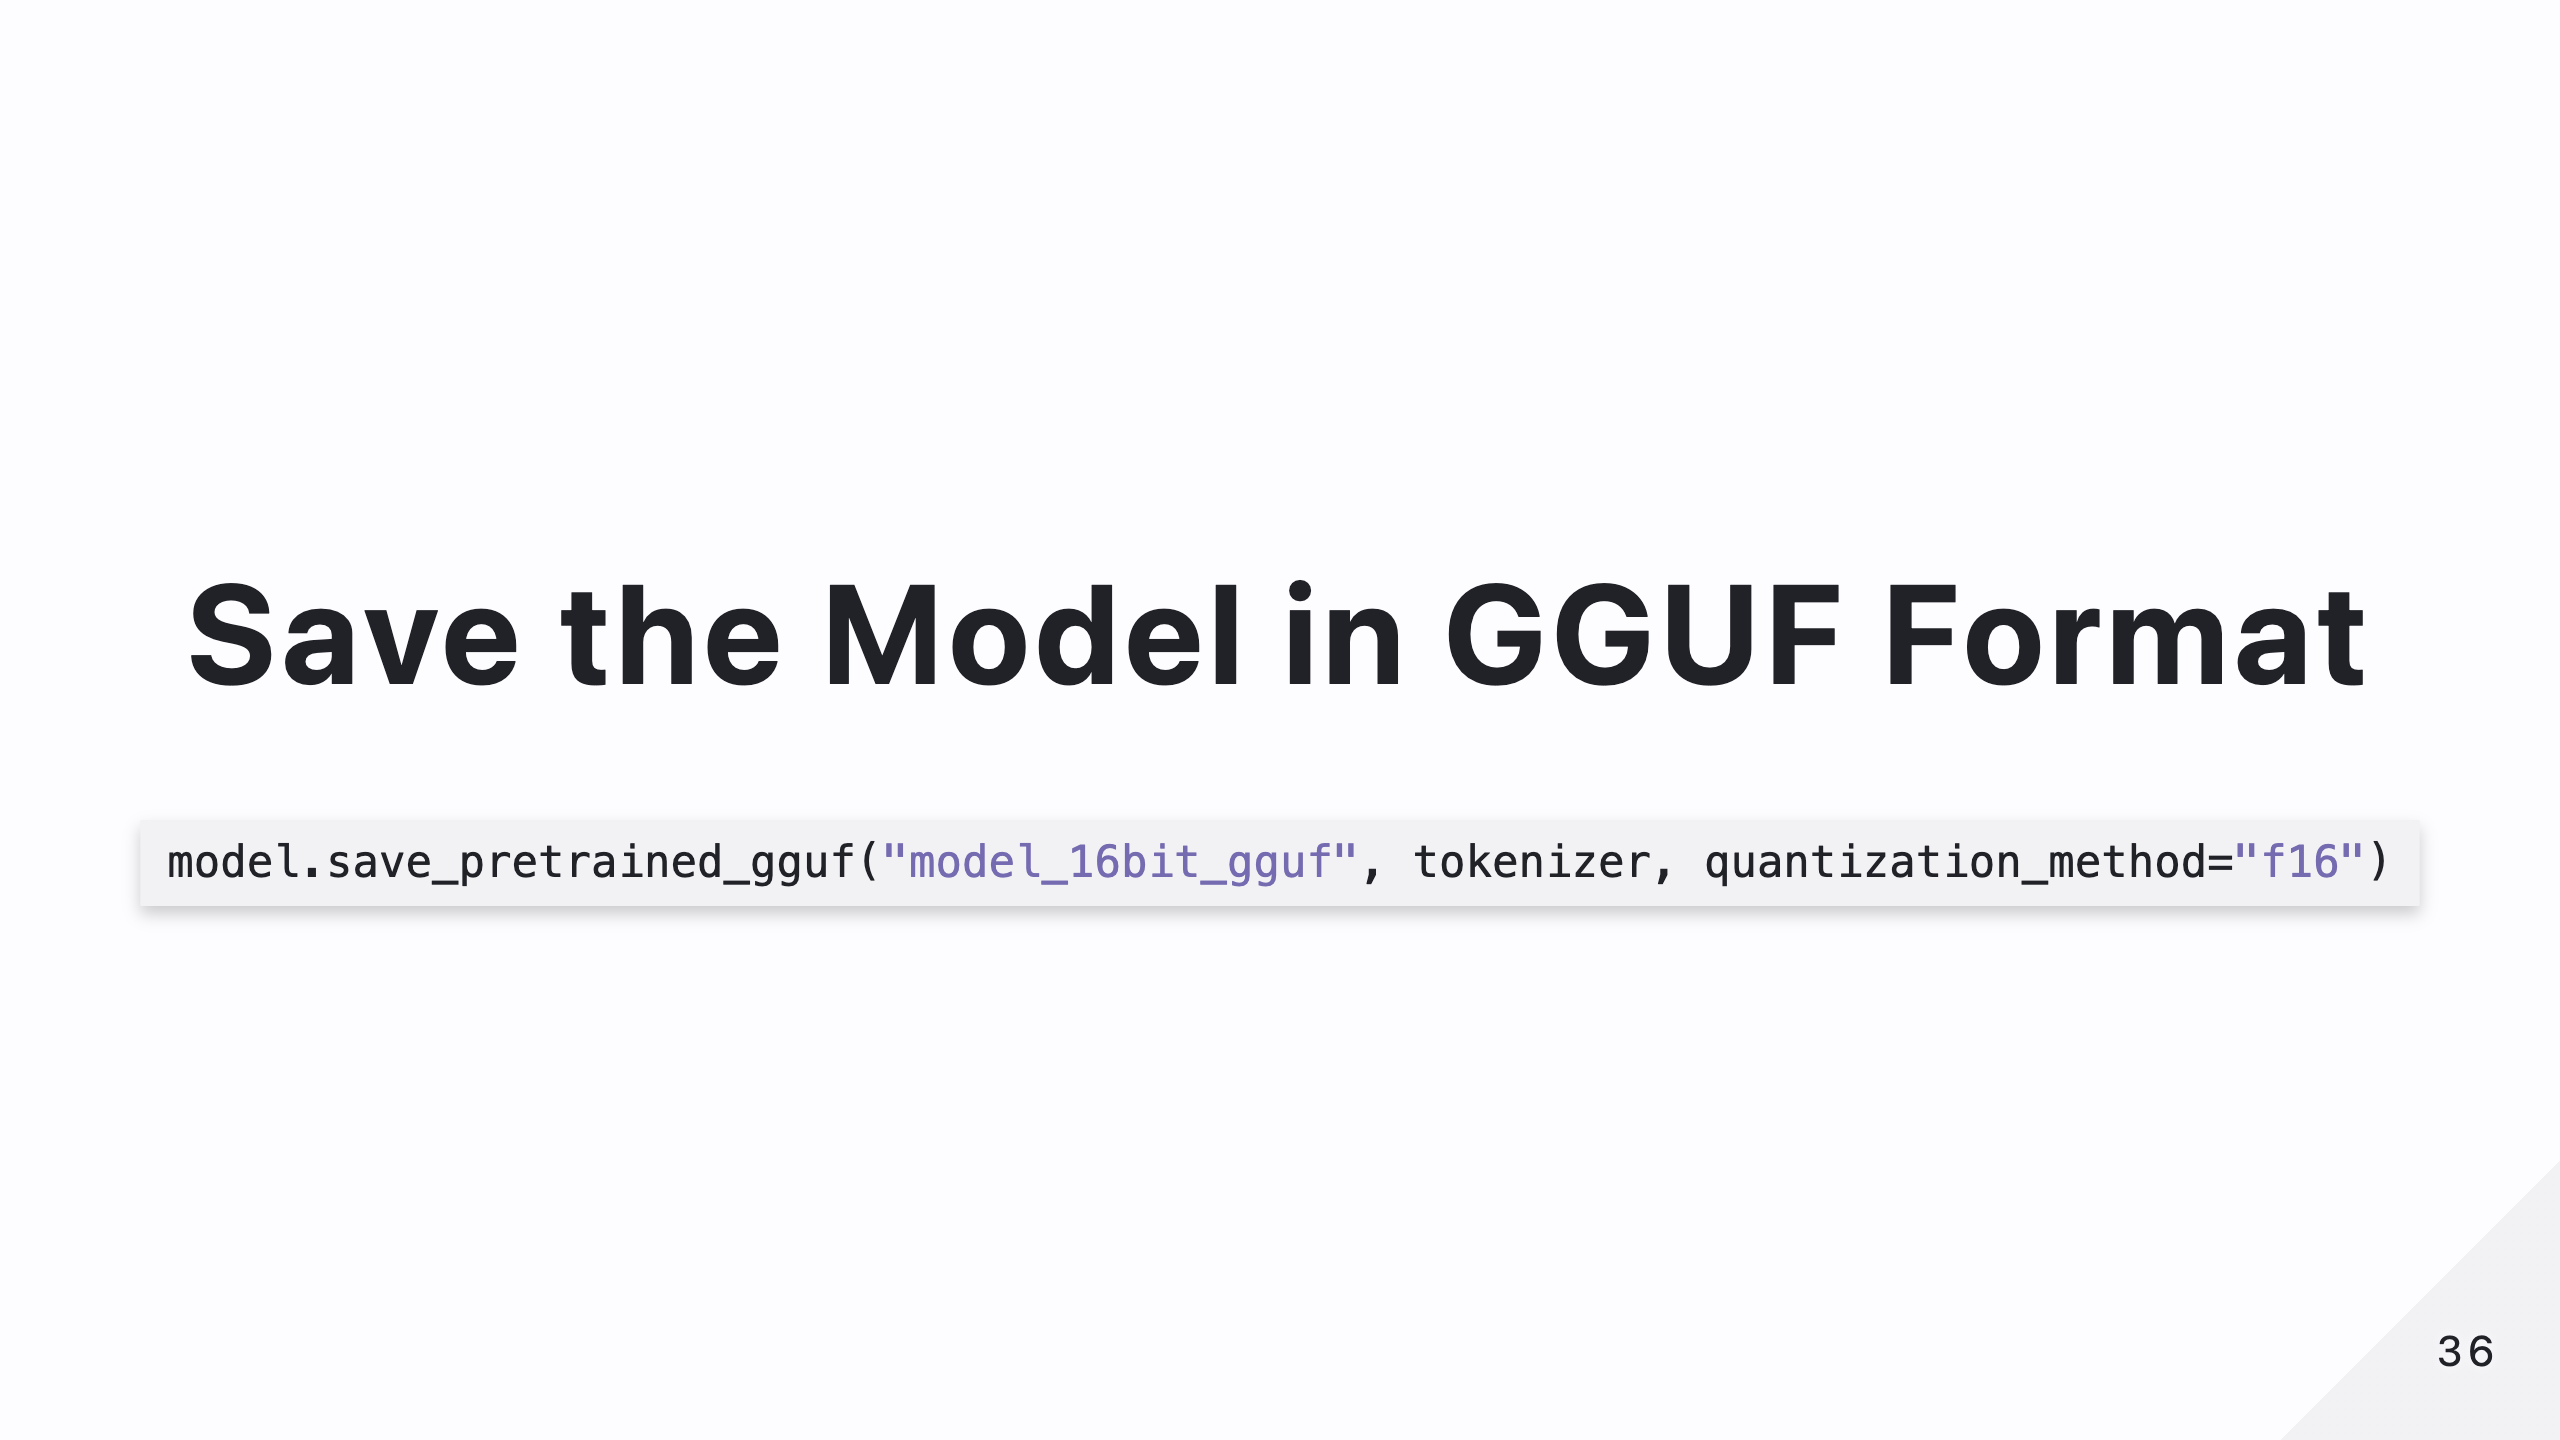 Save the Model in GGUF Format
model.save_pretrained_gguf("model_16bit_gguf", tokenizer, quantization_method="f16")
36